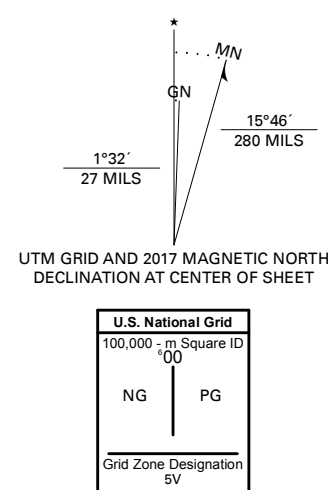 ★
MN
GN
15°46´
280 MILS
1°32´
27 MILS
UTM GRID AND 2017 MAGNETIC NORTH
DECLINATION AT CENTER OF SHEET
U.S. National Grid
100,000 - m Square ID
⁶00
NG PG
Grid Zone Designation
5V